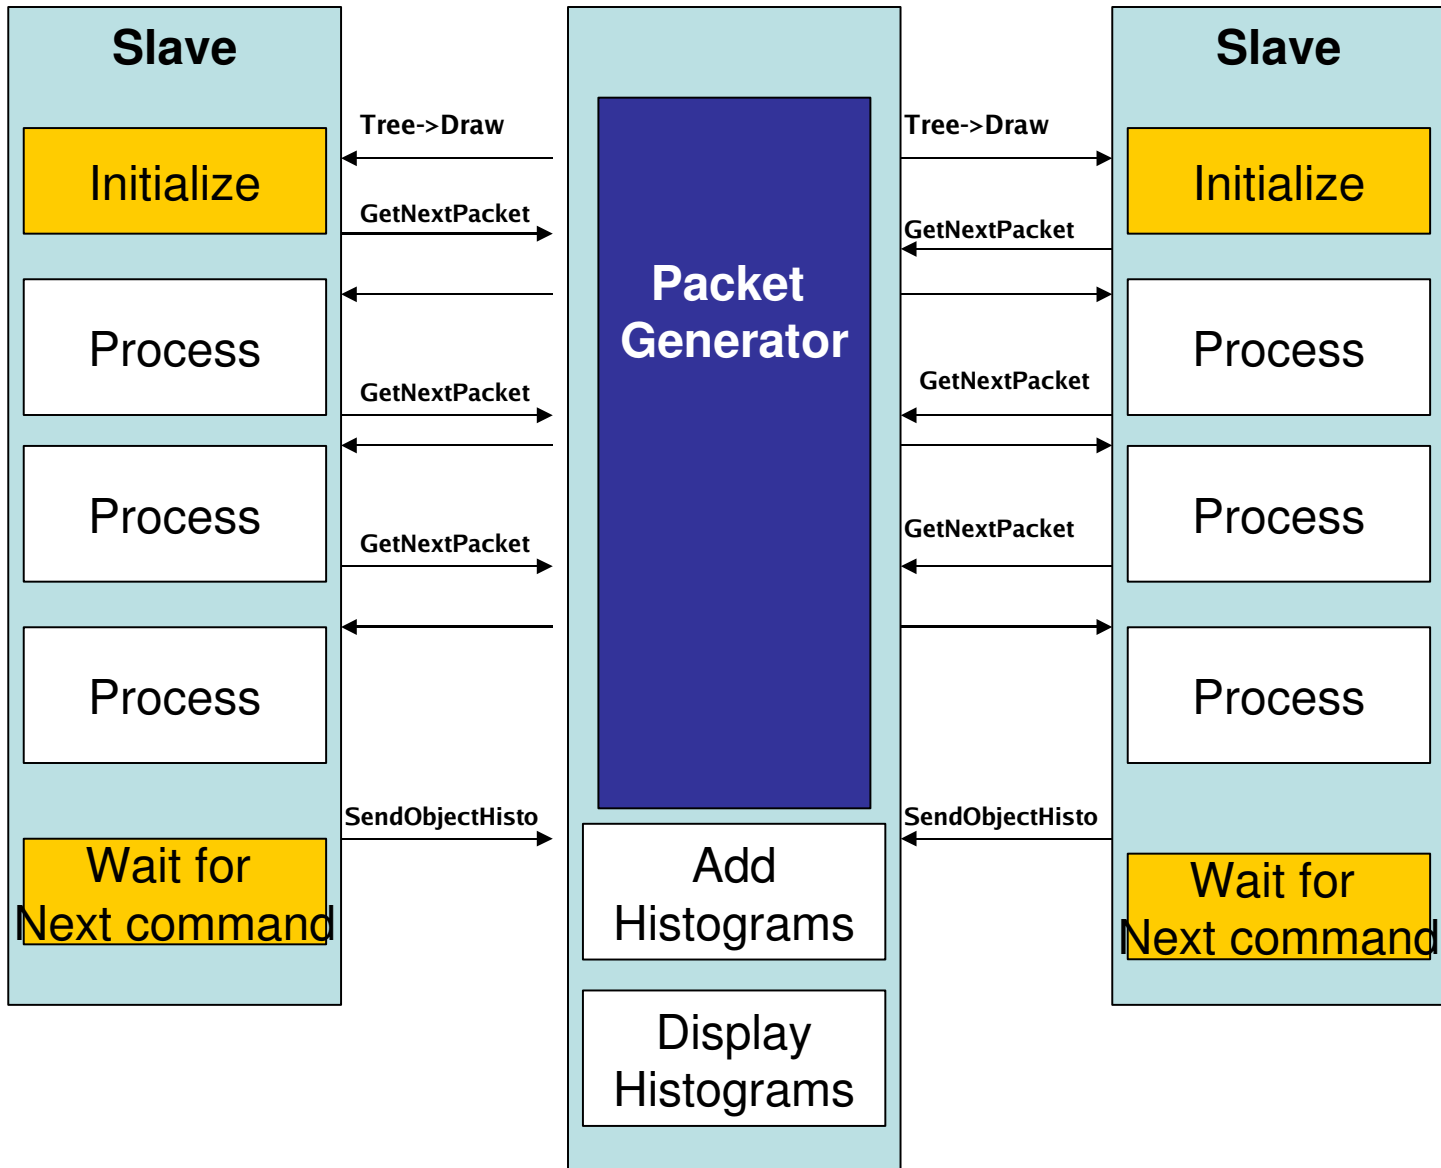 Slave
Initialize
Process
Process
Process
Wait for
Next command
Tree->Draw
GetNextPacket
GetNextPacket
GetNextPacket
SendObjectHisto
Packet
Generator
Add
Histograms
Display
Histograms
Tree->Draw
GetNextPacket
GetNextPacket
GetNextPacket
SendObjectHisto
Slave
Initialize
Process
Process
Process
Wait for
Next command